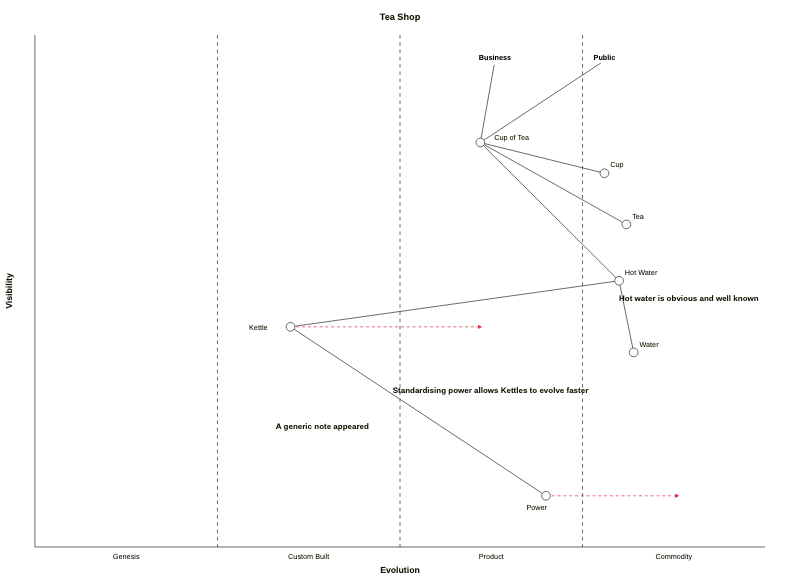 Tea Shop
Business
Public
Cup of Tea
Cup
Tea
Hot Water
Hot water is obvious and well known
Visibility
Kettle
Water
Standardising power allows Kettles to evolve faster
A generic note appeared
Power
Genesis
Custom Built
Product
Commodity
Evolution